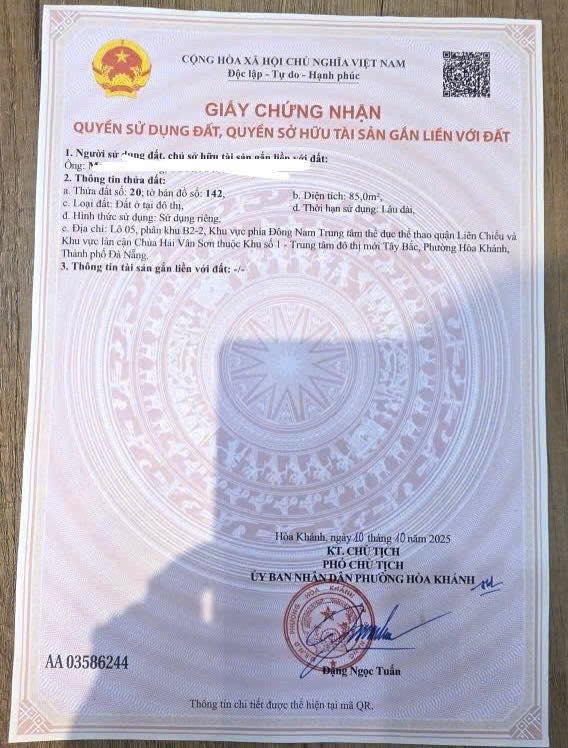 CỘNG HÒA XÃ HỘI CHỦ NGHĨA VIỆT NAM
Độc lập - Tự do - Hạnh phúc
GIẤY CHỨNG NHẬN
QUYỀN SỬ DỤNG ĐẤT, QUYỀN SỞ HỮU TÀI SẢN GẮN LIỀN VỚI ĐẤT
1. Người sử dụng đất, chủ sở hữu tài sản gắn liền với đất:
Ông:
2. Thông tin thửa đất:
a. Thửa đất số: 20; tờ bản đồ số: 142,
b. Diện tích: 85,0m²,
c. Loại đất: Đất ở tại đô thị,
d. Thời hạn sử dụng: Lâu dài,
đ. Hình thức sử dụng: Sử dụng riêng,
e. Địa chỉ: Lô 05, phân khu B2-2, Khu vực phía Đông Nam Trung tâm thể dục thể thao quận Liên Chiểu và
Khu vực lân cận Chùa Hải Vân Sơn thuộc Khu số 1 - Trung tâm đô thị mới Tây Bắc, Phường Hòa Khánh,
Thành phố Đà Nẵng.
3. Thông tin tài sản gắn liền với đất: -/-
Hòa Khánh, ngày 10 tháng 10 năm 2025
KT. CHỦ TỊCH
PHÓ CHỦ TỊCH
ỦY BAN NHÂN DÂN PHƯỜNG HÒA KHÁNH
PHƯỜNG HÒA KHÁNH
Đặng Ngọc Tuấn
AA 03586244
Thông tin chi tiết được thể hiện tại mã QR.